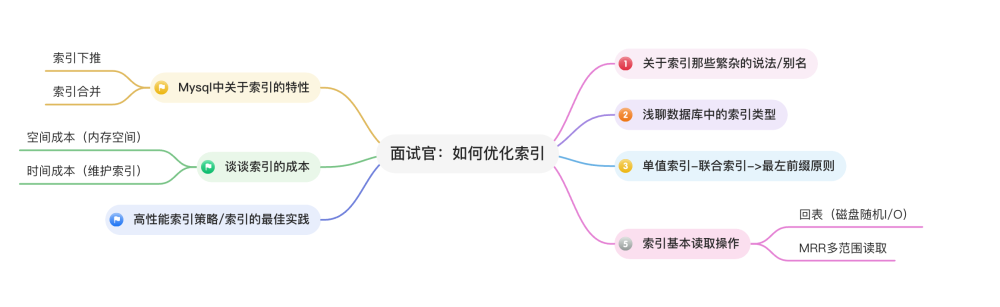 面试官：如何优化索引
1 关于索引那些繁杂的说法/别名
2 浅聊数据库中的索引类型
3 单值索引-联合索引->最左前缀原则
5 索引基本读取操作
回表（磁盘随机I/O）
MRR多范围读取
Mysql中关于索引的特性
索引下推
索引合并
谈谈索引的成本
空间成本（内存空间）
时间成本（维护索引）
高性能索引策略/索引的最佳实践